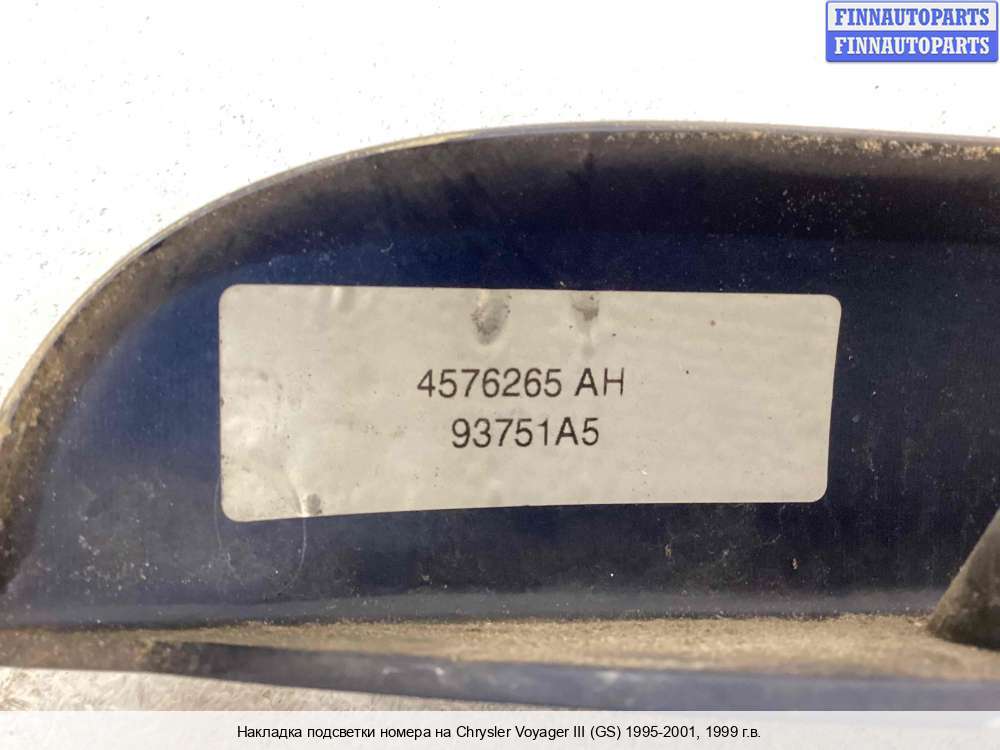 FINNAUTOPARTS
FINNAUTOPARTS
4576265 AH
93751A5
Накладка подсветки номера на Chrysler Voyager III (GS) 1995-2001, 1999 г.в.